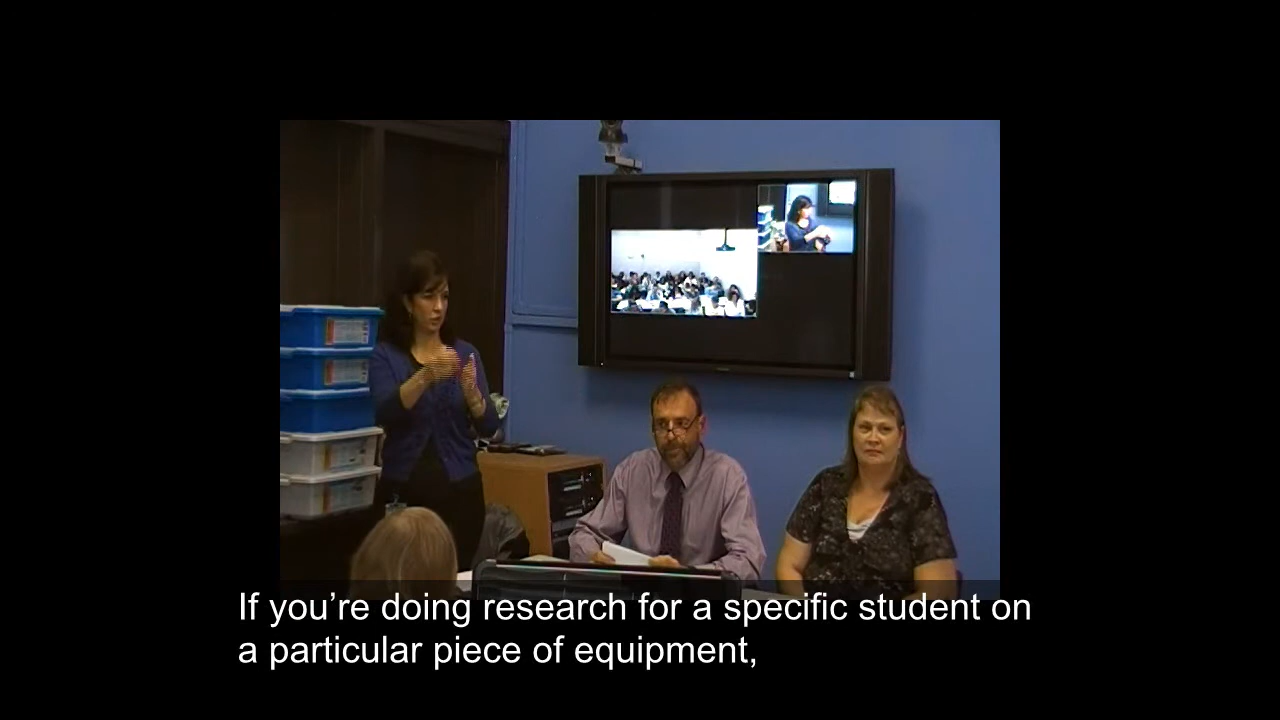 If you’re doing research for a specific student on
a particular piece of equipment,